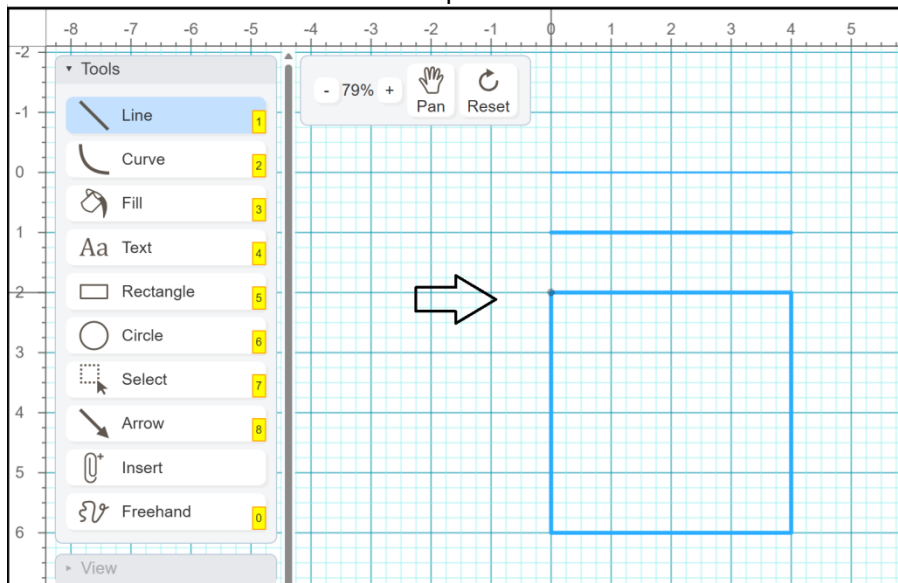 -8 -7 -6 -5 -4 -3 -2 -1 0 1 2 3 4 5
-2
▾ Tools
- 79% +
Pan Reset
-1
Line 1
Curve 2
0
Fill 3
1
Aa Text 4
2
Rectangle 5
3
Circle 6
Select 7
4
Arrow 8
5
Insert
Freehand 0
6
▸ View